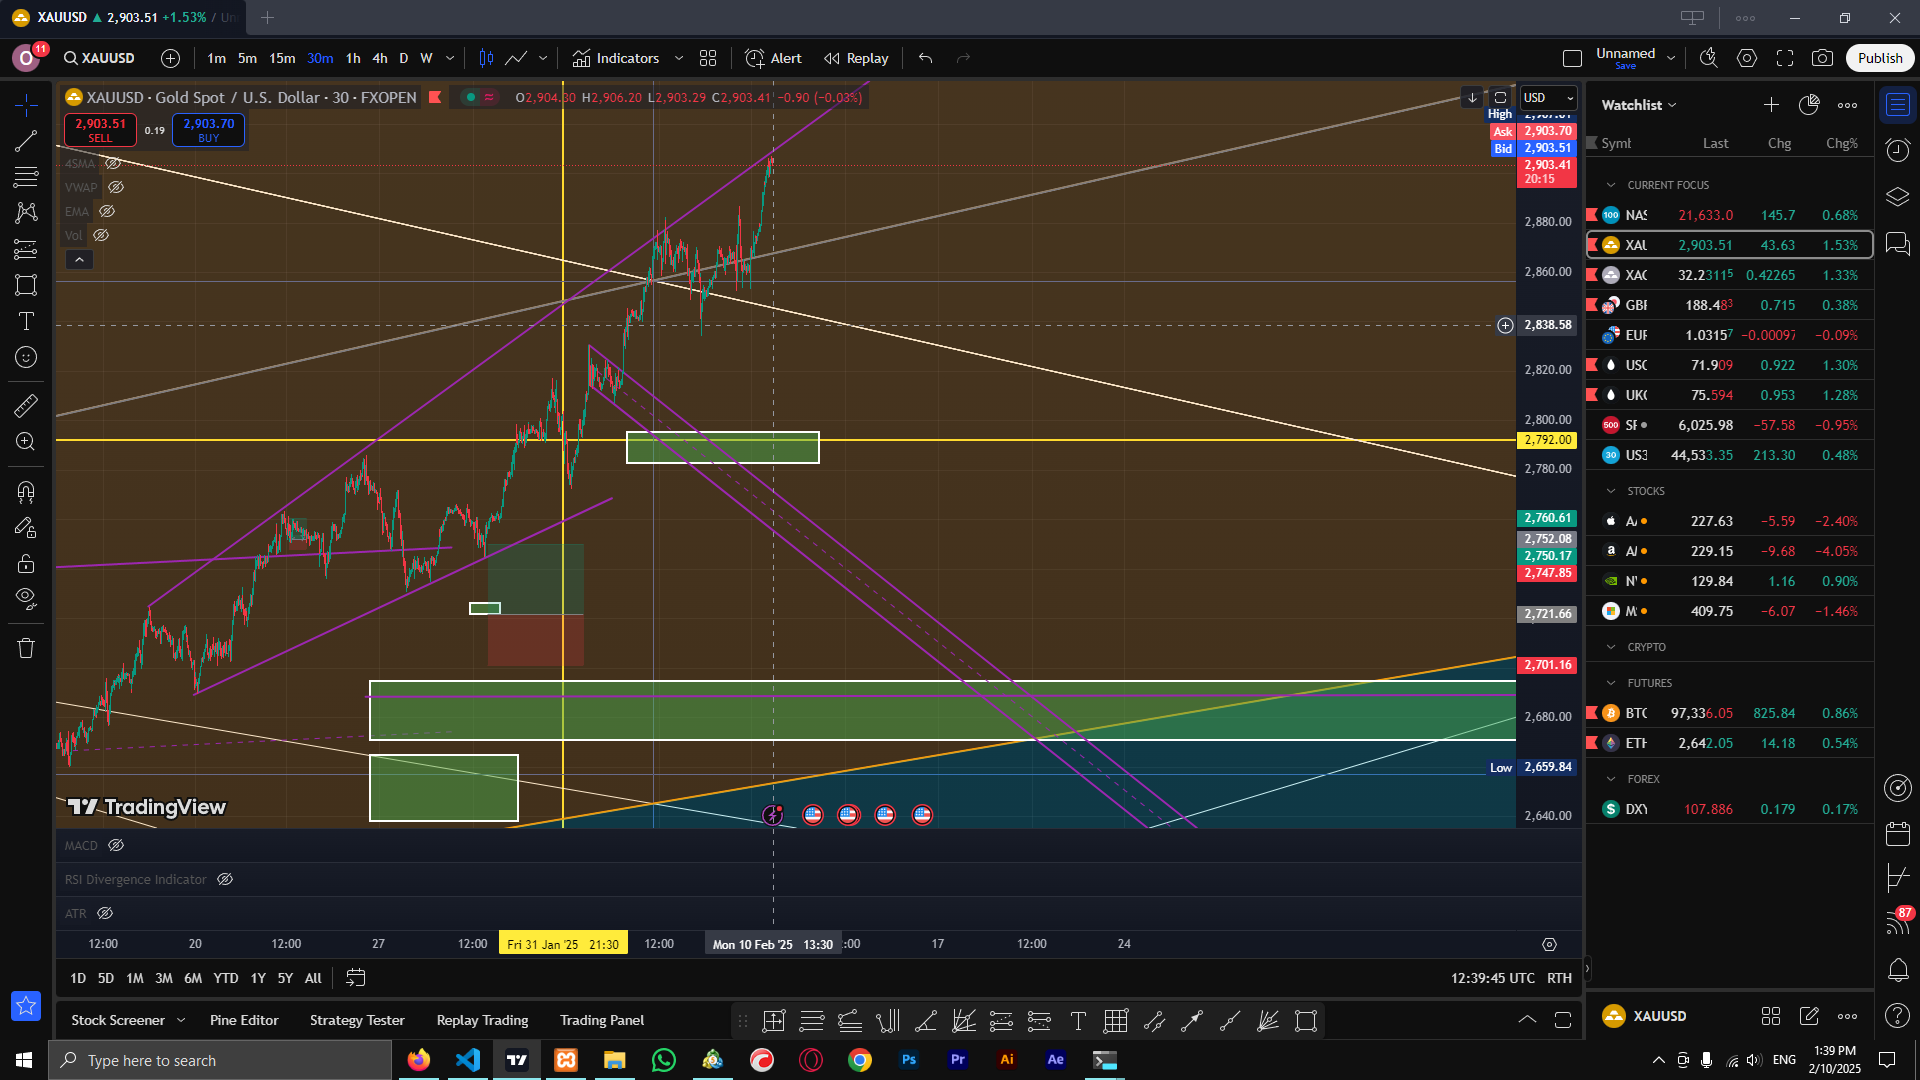 XAUUSD ▲ 2,903.51 +1.53% / Un
O 11 XAUUSD 1m 5m 15m 30m 1h 4h D W Indicators Alert Replay Unnamed Save Publish
XAUUSD · Gold Spot / U.S. Dollar · 30 · FXOPEN O2,904.30 H2,906.20 L2,903.29 C2,903.41 −0.90 (−0.03%) USD
2,903.51 SELL 0.19 2,903.70 BUY
4SMA
VWAP
EMA
Vol
High
Ask 2,903.70
Bid 2,903.51
2,903.41
20:15
2,880.00
2,860.00
2,838.58
2,820.00
2,800.00
2,792.00
2,780.00
2,760.61
2,752.08
2,750.17
2,747.85
2,721.66
2,701.16
2,680.00
Low 2,659.84
2,640.00
TradingView
MACD
RSI Divergence Indicator
ATR
12:00 20 12:00 27 12:00 Fri 31 Jan '25 21:30 12:00 Mon 10 Feb '25 13:30 :00 17 12:00 24
1D 5D 1M 3M 6M YTD 1Y 5Y All 12:39:45 UTC RTH
Stock Screener Pine Editor Strategy Tester Replay Trading Trading Panel
Watchlist
Symb Last Chg Chg%
CURRENT FOCUS
100 NAS 21,633.0 145.7 0.68%
XAU 2,903.51 43.63 1.53%
XAG 32.23115 0.42265 1.33%
GBP 188.483 0.715 0.38%
EUR 1.03157 −0.00097 −0.09%
USO 71.909 0.922 1.30%
UKO 75.594 0.953 1.28%
500 SP 6,025.98 −57.58 −0.95%
30 US3 44,533.35 213.30 0.48%
STOCKS
227.63 −5.59 −2.40%
229.15 −9.68 −4.05%
129.84 1.16 0.90%
409.75 −6.07 −1.46%
CRYPTO
FUTURES
BTC 97,336.05 825.84 0.86%
ETH 2,642.05 14.18 0.54%
FOREX
DXY 107.886 0.179 0.17%
87
XAUUSD
Type here to search
Ps Pr Ai Ae
ENG 1:39 PM
2/10/2025